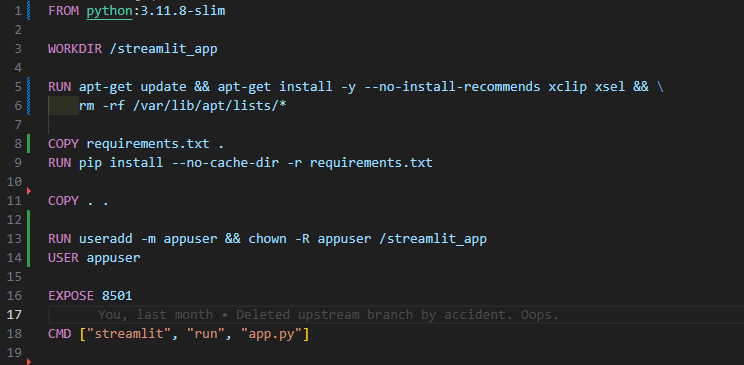 1 FROM python:3.11.8-slim
2
3 WORKDIR /streamlit_app
4
5 RUN apt-get update && apt-get install -y --no-install-recommends xclip xsel && \
6     rm -rf /var/lib/apt/lists/*
7
8 COPY requirements.txt .
9 RUN pip install --no-cache-dir -r requirements.txt
10
11 COPY . .
12
13 RUN useradd -m appuser && chown -R appuser /streamlit_app
14 USER appuser
15
16 EXPOSE 8501
17 You, last month • Deleted upstream branch by accident. Oops.
18 CMD ["streamlit", "run", "app.py"]
19